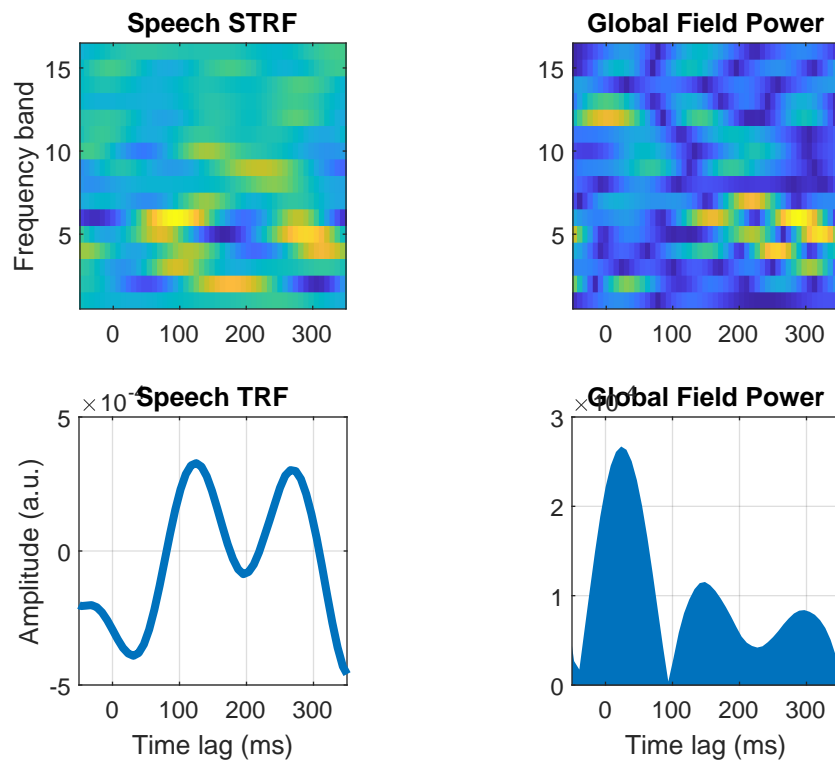 Speech STRF
Frequency band
15
10
5
0 100 200 300
Global Field Power
15
10
5
0 100 200 300
Speech TRF
×10-4
Amplitude (a.u.)
5
0
-5
0 100 200 300
Time lag (ms)
Global Field Power
3
2
1
0
0 100 200 300
Time lag (ms)